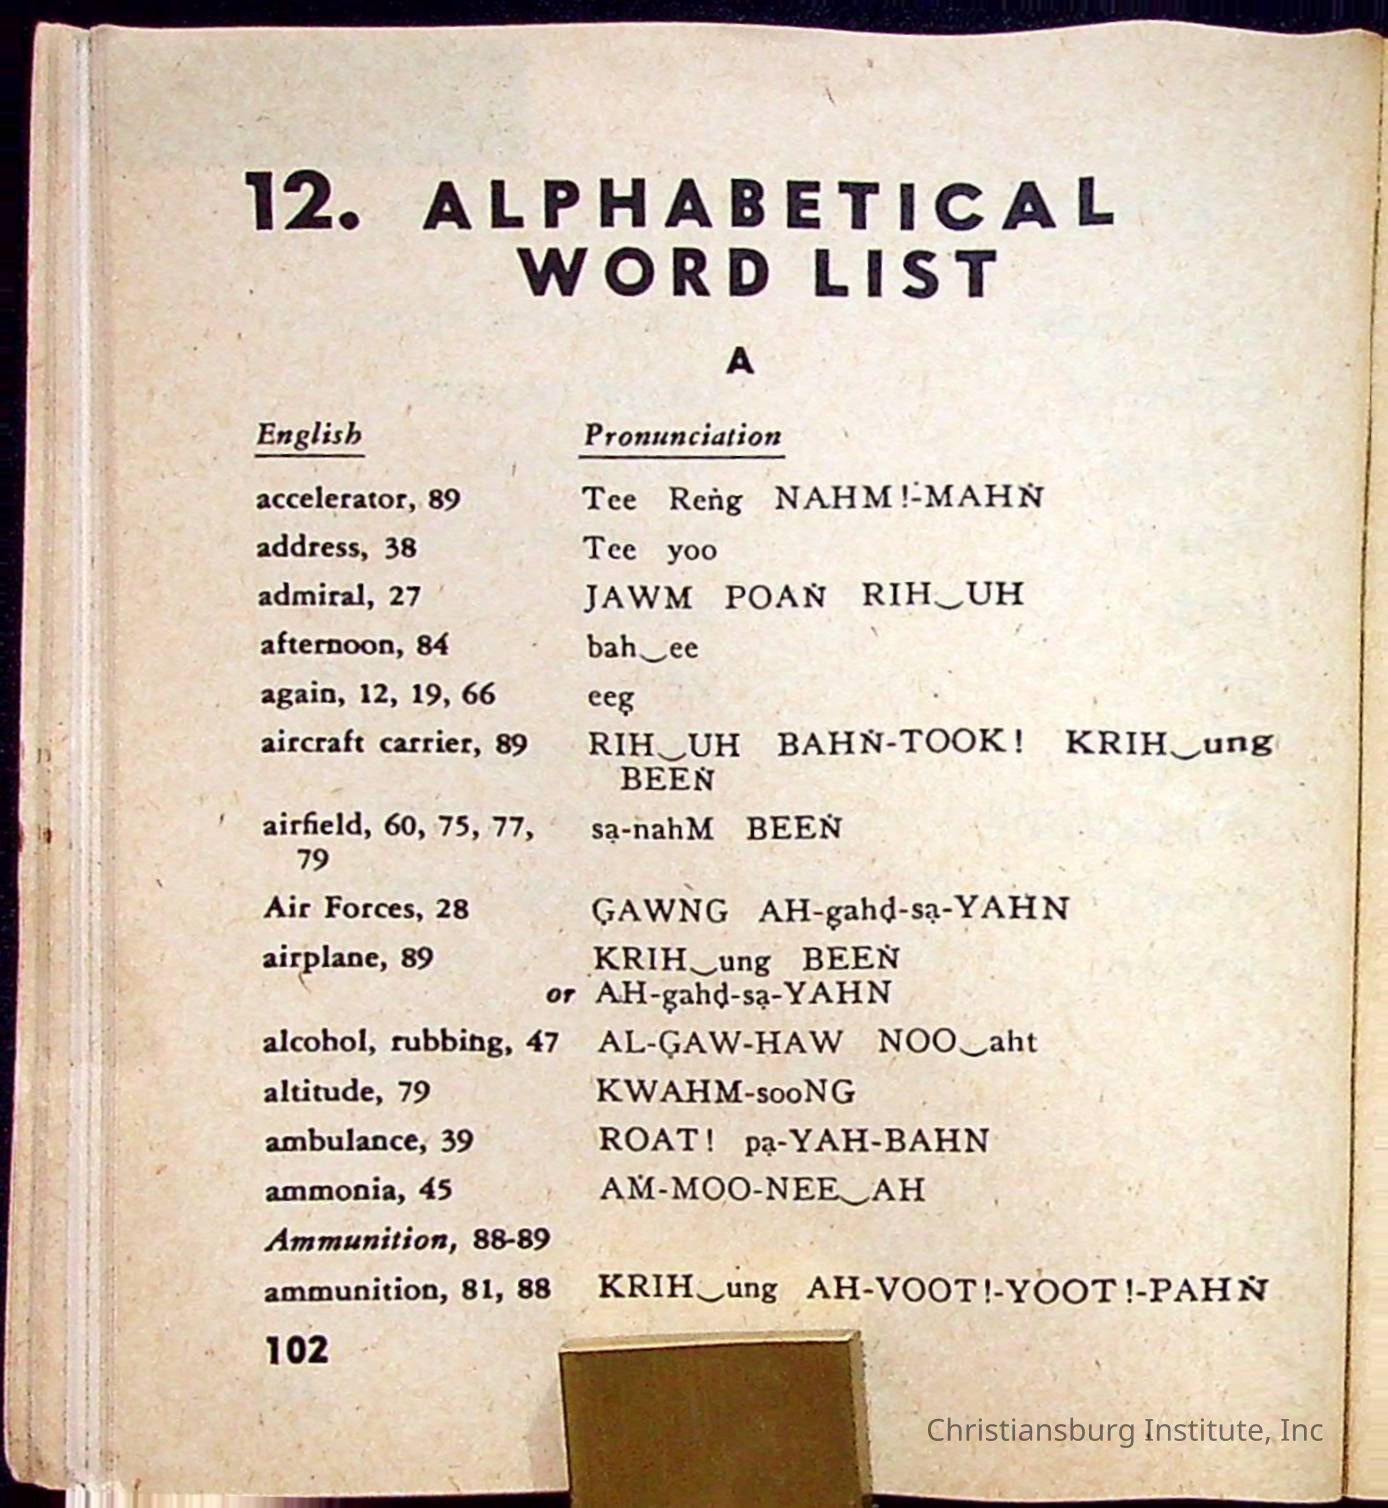 12. ALPHABETICAL
WORD LIST
A
English Pronunciation
accelerator, 89 Tee Reṅg NAHM!-MAHṄ
address, 38 Tee yoo
admiral, 27 JAWM POAṄ RIH‿UH
afternoon, 84 bah‿ee
again, 12, 19, 66 eeg̣
aircraft carrier, 89 RIH‿UH BAHṄ-TOOK! KRIH‿ung
BEEṄ
airfield, 60, 75, 77, sạ-nahM BEEṄ
79
Air Forces, 28 G̣AWNG AH-g̣ahḍ-sạ-YAHN
airplane, 89 KRIH‿ung BEEṄ
or AH-g̣ahḍ-sạ-YAHN
alcohol, rubbing, 47 AL-G̣AW-HAW NOO‿aht
altitude, 79 KWAHM-sooNG
ambulance, 39 ROAT! pạ-YAH-BAHN
ammonia, 45 AṀ-MOO-NEE‿AH
Ammunition, 88-89
ammunition, 81, 88 KRIH‿ung AH-VOOT!-YOOT!-PAHṄ
102
Christiansburg Institute, Inc